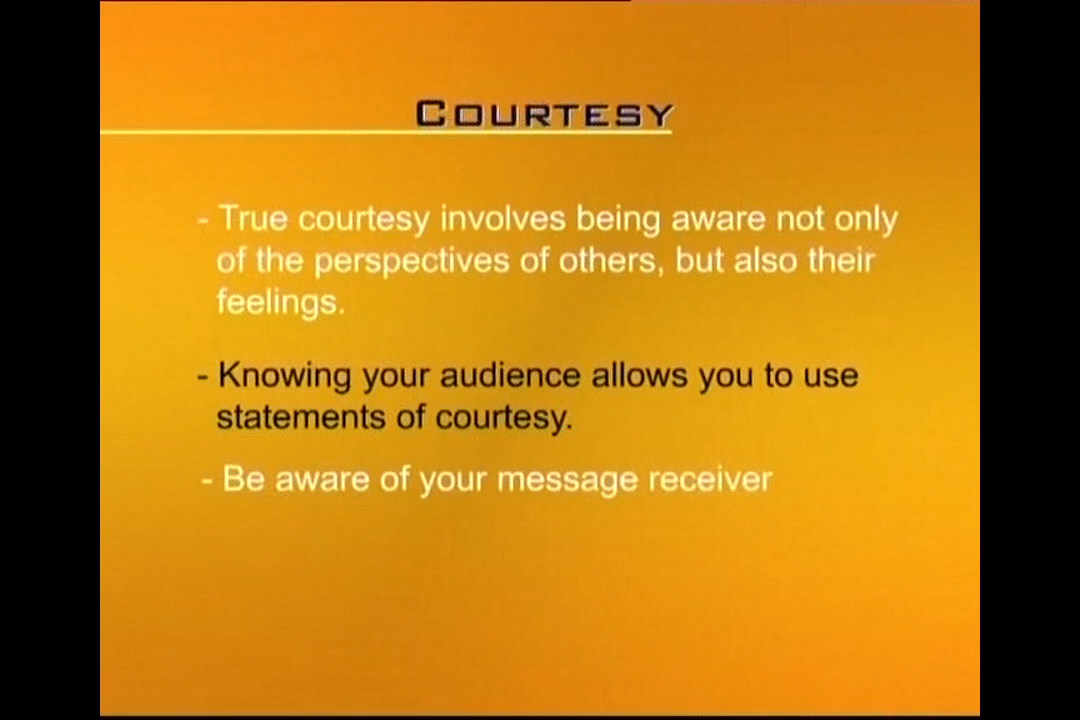 COURTESY
- True courtesy involves being aware not only
of the perspectives of others, but also their
feelings.
- Knowing your audience allows you to use
statements of courtesy.
- Be aware of your message receiver